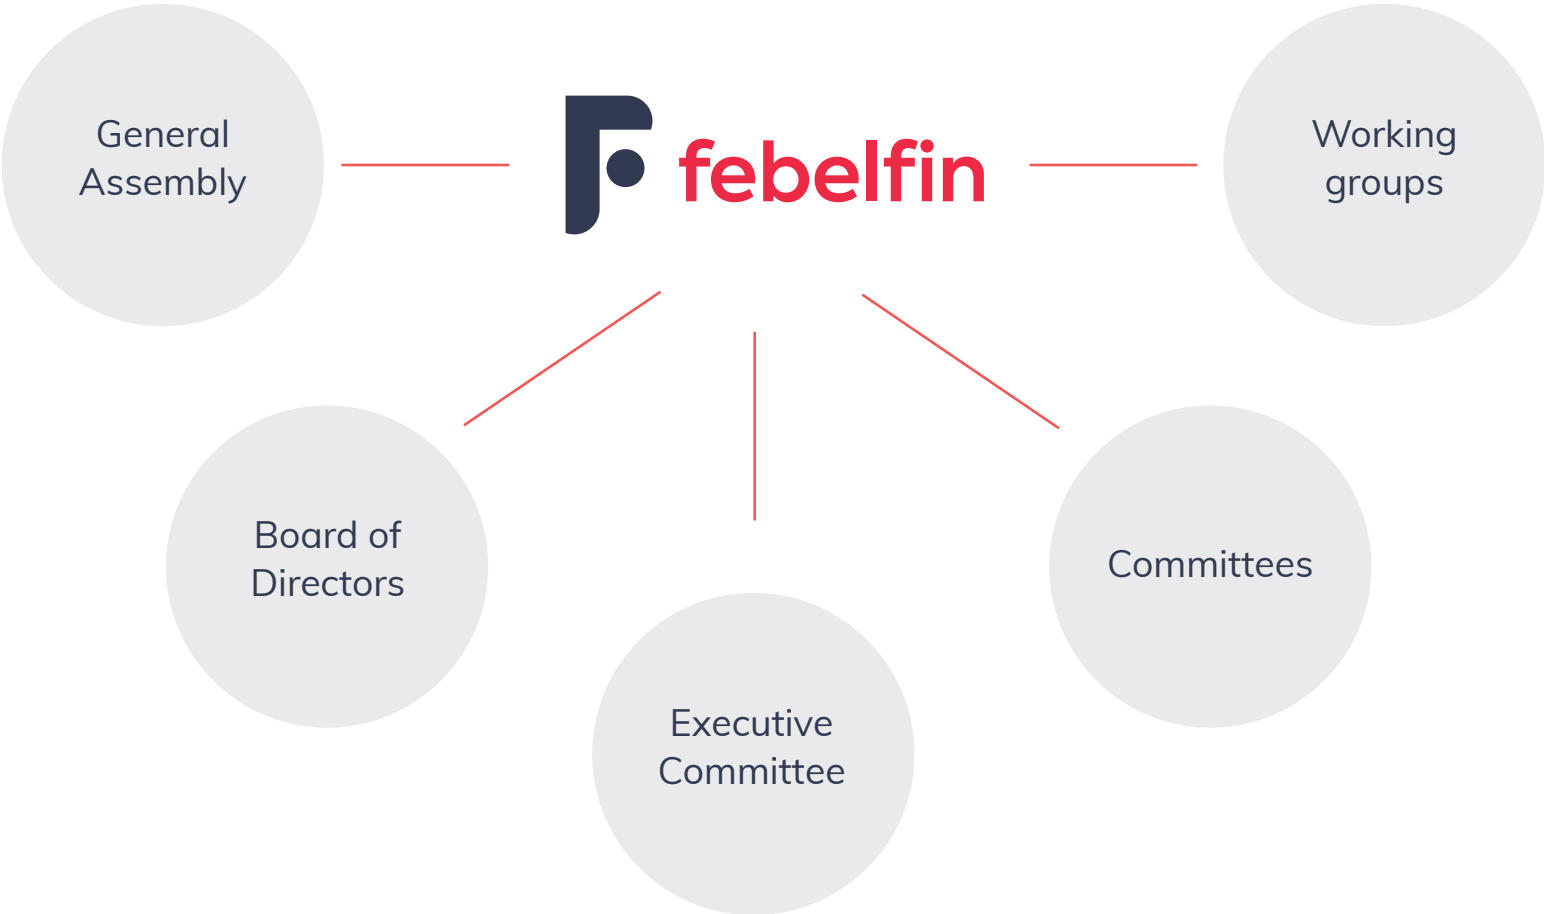 General
Assembly
febelfin
Working
groups
Board of
Directors
Executive
Committee
Committees